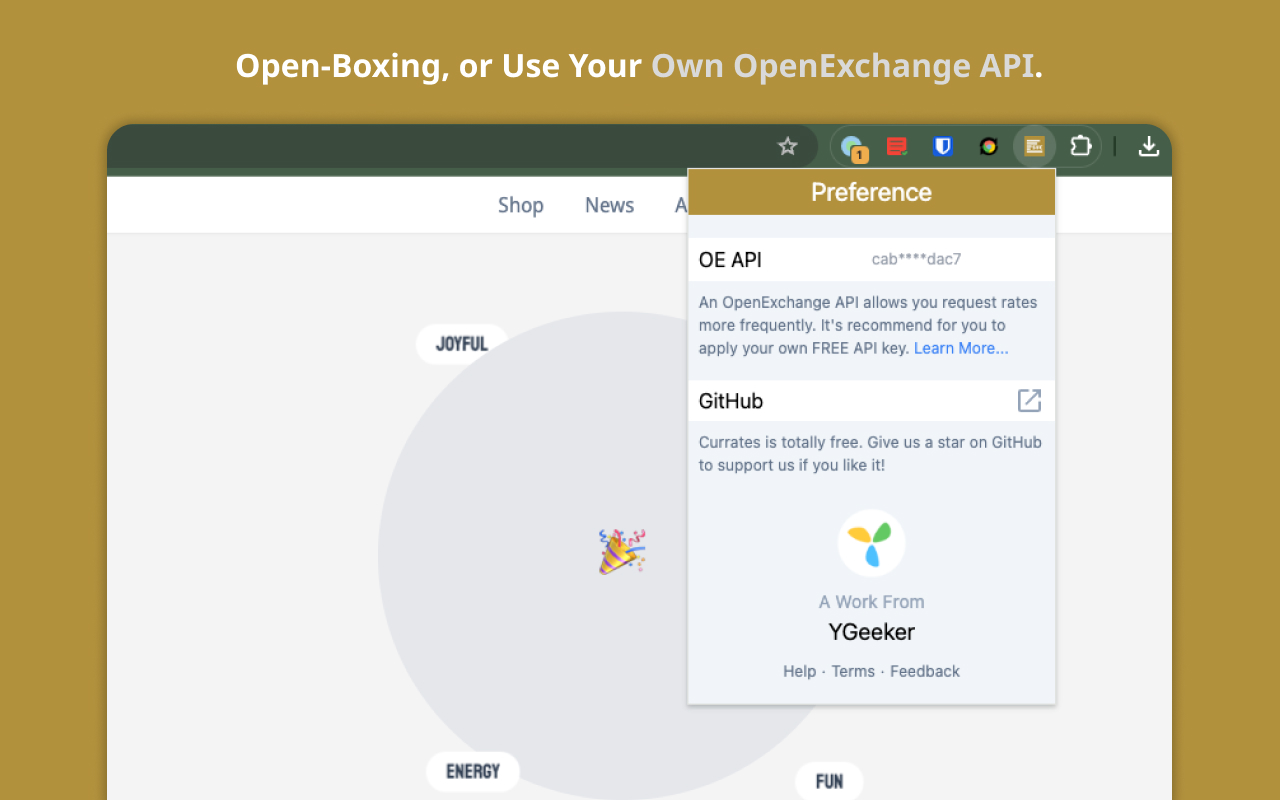 Open-Boxing, or Use Your Own OpenExchange API.
1
Preference
Shop News A
OE API cab****dac7
An OpenExchange API allows you request rates
more frequently. It's recommend for you to
apply your own FREE API key. Learn More...
JOYFUL
GitHub
Currates is totally free. Give us a star on GitHub
to support us if you like it!
A Work From
YGeeker
Help · Terms · Feedback
ENERGY
FUN